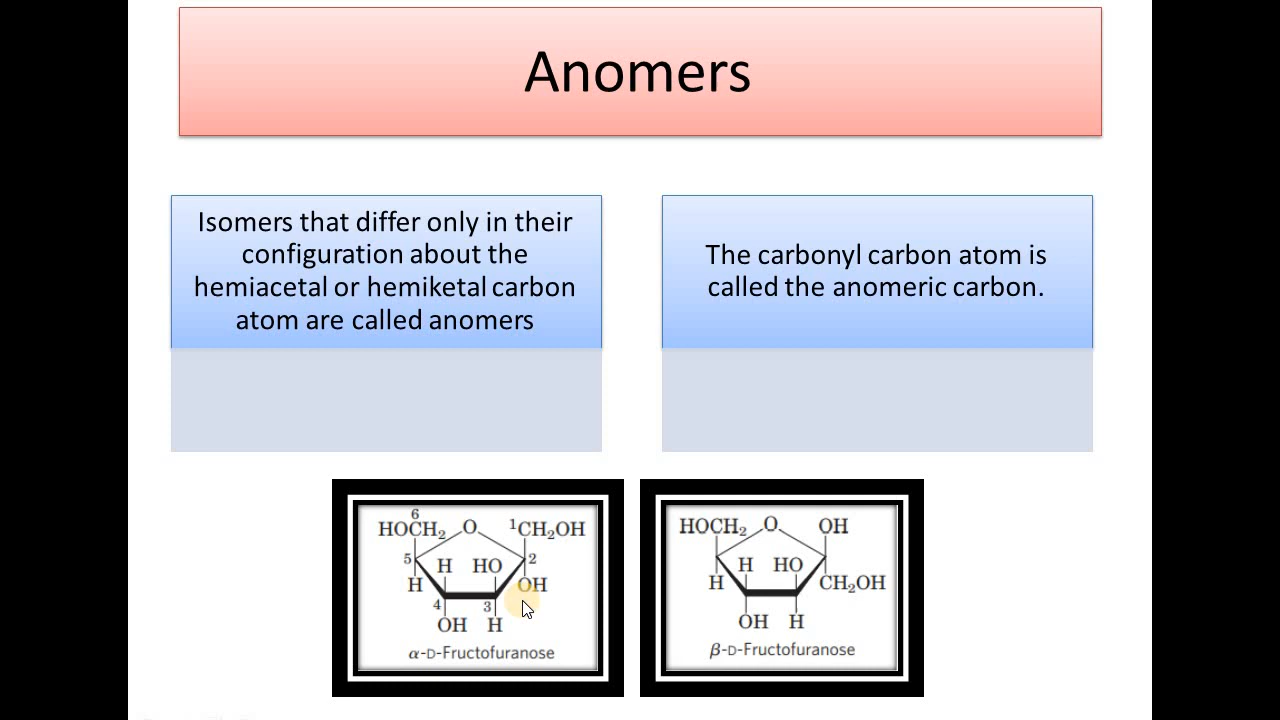 Anomers
Isomers that differ only in their
configuration about the
hemiacetal or hemiketal carbon
atom are called anomers
The carbonyl carbon atom is
called the anomeric carbon.
6
HOCH₂ O ¹CH₂OH
5 H HO 2
H OH
4 3
OH H
α-D-Fructofuranose
HOCH₂ O OH
H HO
H CH₂OH
OH H
β-D-Fructofuranose